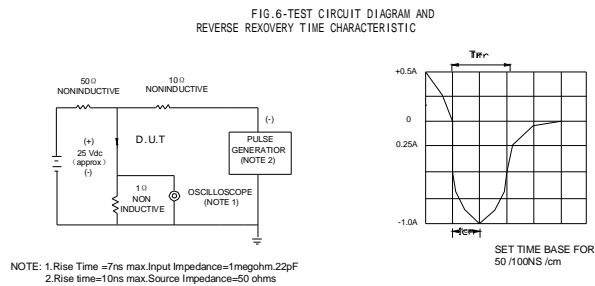 FIG.6-TEST CIRCUIT DIAGRAM AND
REVERSE REXOVERY TIME CHARACTERISTIC
50Ω
NONINDUCTIVE
10Ω
NONINDUCTIVE
(+)
25 Vdc
(approx)
(-)
D.U.T
1Ω
NON
INDUCTIVE
OSCILLOSCOPE
(NOTE 1)
(-)
PULSE
GENERATIOR
(NOTE 2)
Trr
+0.5A
0
0.25A
-1.0A
SET TIME BASE FOR
50 /100NS /cm
NOTE: 1.Rise Time =7ns max.Input Impedance=1megohm.22pF
2.Rise time=10ns max.Source Impedance=50 ohms